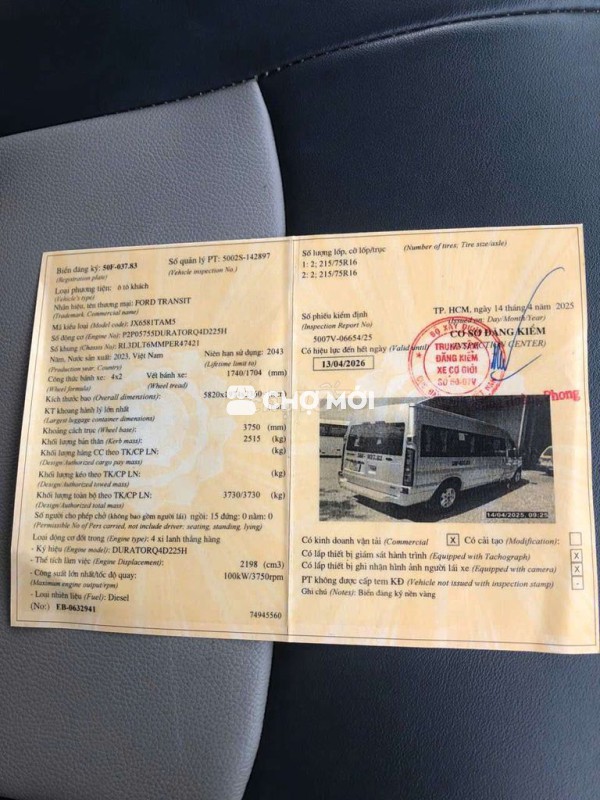 Biển đăng ký: 50F-037.83
(Registration plate)
Số quản lý PT: 5002S-142897
(Vehicle inspection No.)
Loại phương tiện: ô tô khách
(Vehicle's type)
Nhãn hiệu, tên thương mại: FORD TRANSIT
(Trademark, Commercial name)
Mã kiểu loại (Model code): JX6581TAM5
Số động cơ (Engine No): P2P05755DURATORQ4D225H
Số khung (Chassis No): RL3DLT6MMPER47421
Năm, Nước sản xuất: 2023, Việt Nam
(Production year, Country)
Niên hạn sử dụng: 2043
(Lifetime limit to)
Công thức bánh xe: 4x2
(Wheel formula)
Vết bánh xe: 1740/1704 (mm)
(Wheel tread)
Kích thước bao (Overall dimensions): 5820x
KT khoang hành lý lớn nhất
(Largest luggage container dimensions)
Khoảng cách trục (Wheel base): 3750 (mm)
Khối lượng bản thân (Kerb mass): 2515 (kg)
Khối lượng hàng CC theo TK/CP LN: (kg)
(Design/Authorized cargo pay mass)
Khối lượng kéo theo TK/CP LN: (kg)
(Design/Authorized towed mass)
Khối lượng toàn bộ theo TK/CP LN: 3730/3730 (kg)
(Design/Authorized total mass)
Số người cho phép chở (không bao gồm người lái) ngồi: 15 đứng: 0 nằm: 0
(Permissible No of Pers carried, not include driver: seating, standing, lying)
Loại động cơ đốt trong (Engine type): 4 xi lanh thẳng hàng
- Ký hiệu (Engine model): DURATORQ4D225H
- Thể tích làm việc (Engine Displacement): 2198 (cm3)
- Công suất lớn nhất/tốc độ quay: 100kW/3750rpm
(Maximum engine output/rpm)
- Loại nhiên liệu (Fuel): Diesel
(No:) EB-0632941
74945560
Số lượng lốp, cỡ lốp/trục (Number of tires; Tire size/axle)
1: 2; 215/75R16
2: 2; 215/75R16
Số phiếu kiểm định
(Inspection Report No)
5007V-06654/25
Có hiệu lực đến hết ngày (Valid until)
13/04/2026
TP. HCM, ngày 14 tháng 4 năm 2025
(Issued on: Day/Month/Year)
CƠ SỞ ĐĂNG KIỂM
(INSPECTION CENTER)
BỘ XÂY DỰNG
TRUNG TÂM
ĐĂNG KIỂM
XE CƠ GIỚI
SỐ 50-07V
Phong
CHỢ MỚI
14/04/2025, 09:25
Có kinh doanh vận tải (Commercial X Có cải tạo (Modification):
Có lắp thiết bị giám sát hành trình (Equipped with Tachograph) X
Có lắp thiết bị ghi nhận hình ảnh người lái xe (Equipped with camera) X
PT không được cấp tem KĐ (Vehicle not issued with inspection stamp) -
Ghi chú (Notes): Biển đăng ký nền vàng